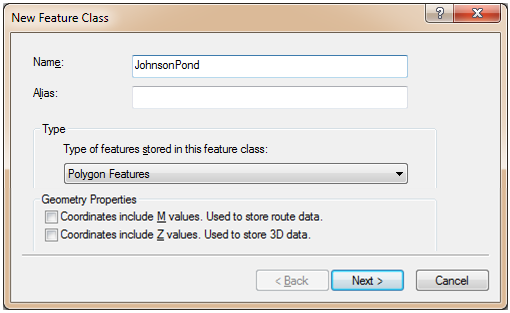 New Feature Class
?
Name: JohnsonPond
Alias:
Type
Type of features stored in this feature class:
Polygon Features
Geometry Properties
Coordinates include M values. Used to store route data.
Coordinates include Z values. Used to store 3D data.
< Back Next > Cancel